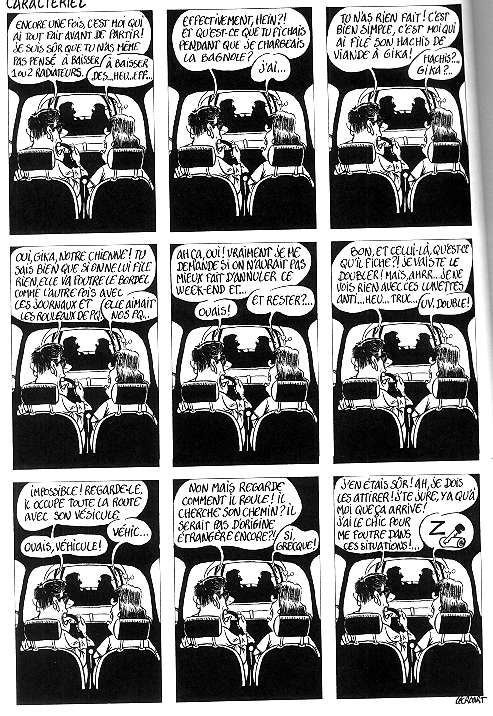 CARACTERIEL
ENCORE UNE FOIS, C'EST MOI QUI
AI TOUT FAIT AVANT DE PARTIR!
JE SUIS SÛR QUE TU N'AS MÊME
PAS PENSÉ À BAISSER
1 OU 2 RADIATEURS.
À BAISSER
DES...HEU...EFF...
EFFECTIVEMENT, HEIN?!
ET QU'EST-CE QUE TU FICHAIS
PENDANT QUE JE CHARGEAIS
LA BAGNOLE?
J'AI...
TU N'AS RIEN FAIT! C'EST
BIEN SIMPLE, C'EST MOI QUI
AI FILÉ SON HACHIS DE
VIANDE À GIKA!
HACHIS?..
GIKA?...
OUI, GIKA, NOTRE CHIENNE! TU
SAIS BIEN QUE SI ON NE LUI FILE
RIEN, ELLE VA FOUTRE LE BORDEL
COMME L'AUTRE FOIS AVEC
LES JOURNAUX ET
LES ROULEAUX DE PQ!
ELLE AIMAIT
NOS PQ...
AH ÇA, OUI! VRAIMENT JE ME
DEMANDE SI ON N'AURAIT PAS
MIEUX FAIT D'ANNULER CE
WEEK-END ET...
ET RESTER?...
OUAIS!
BON, ET CELUI-LÀ, QU'EST-CE
QU'IL FICHE?! JE VAIS TE LE
DOUBLER! MAIS, AHRR... JE NE
VOIS RIEN AVEC CES LUNETTES
ANTI... HEU... TRUC...
UV. DOUBLE!
IMPOSSIBLE! REGARDE-LE.
IL OCCUPE TOUTE LA ROUTE
AVEC SON VÉSICULE.
VÉHIC...
OUAIS, VÉHICULE!
NON MAIS REGARDE
COMMENT IL ROULE! IL
CHERCHE SON CHEMIN? IL
SERAIT PAS D'ORIGINE
ÉTRANGÈRE ENCORE?!
SI,
GRECQUE!
J'EN ÉTAIS SÛR! AH, JE DOIS
LES ATTIRER! J'TE JURE, Y A QU'À
MOI QUE ÇA ARRIVE!
J'AI LE CHIC POUR
ME FOUTRE DANS
CES SITUATIONS!...
Z